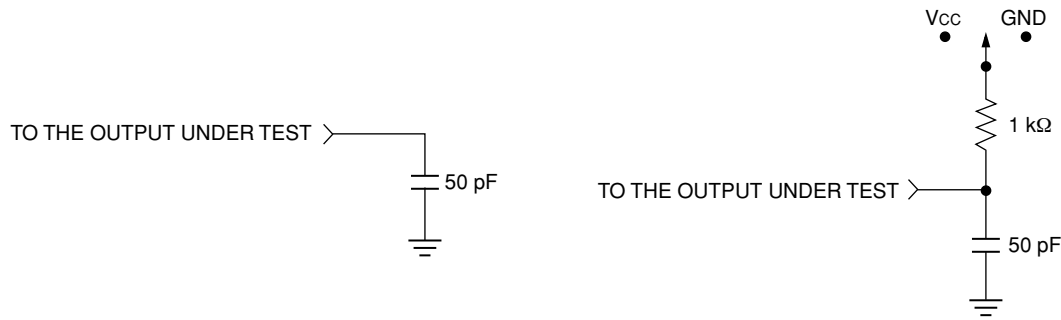 TO THE OUTPUT UNDER TEST
50 pF
VCC GND
1 kΩ
TO THE OUTPUT UNDER TEST
50 pF